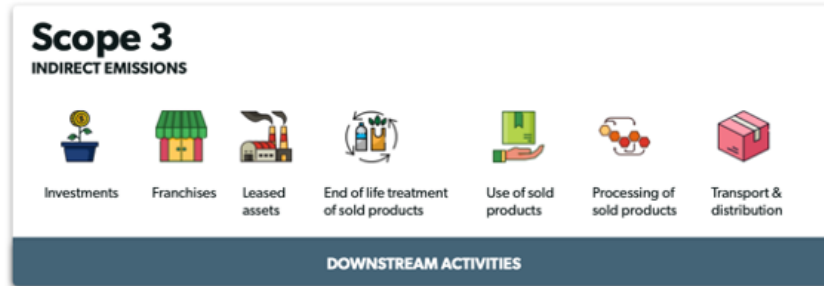 Scope 3
INDIRECT EMISSIONS
Investments
Franchises
Leased
assets
End of life treatment
of sold products
Use of sold
products
Processing of
sold products
Transport &
distribution
DOWNSTREAM ACTIVITIES